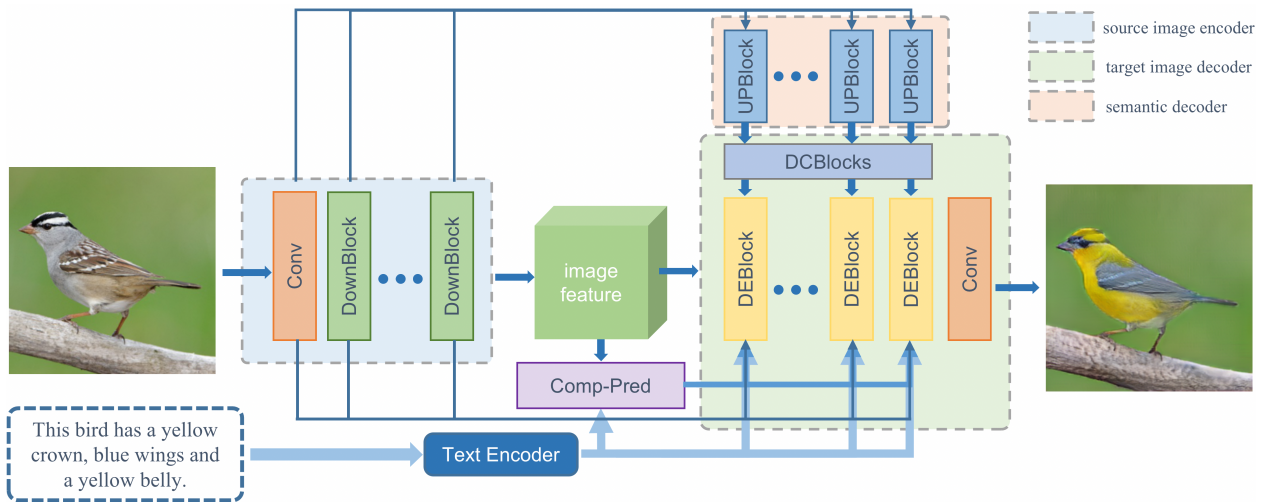 UPBlock
UPBlock
UPBlock
source image encoder
target image decoder
semantic decoder
DCBlocks
Conv
DownBlock
DownBlock
image
feature
DEBlock
DEBlock
DEBlock
Conv
Comp-Pred
This bird has a yellow
crown, blue wings and
a yellow belly.
Text Encoder